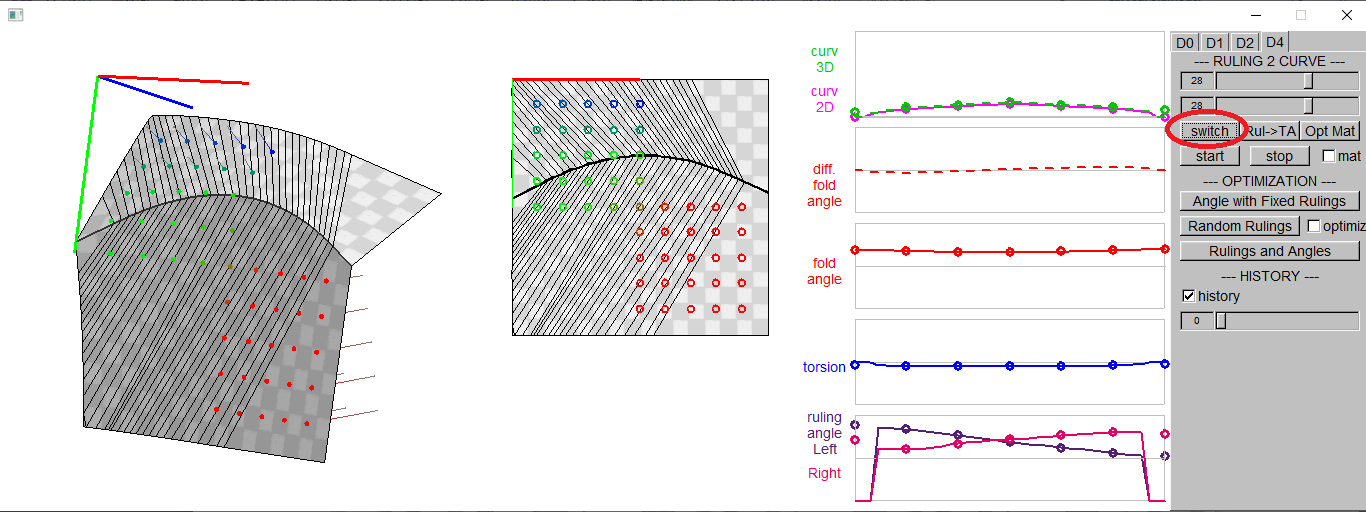 curv
3D
curv
2D
diff.
fold
angle
fold
angle
torsion
ruling
angle
Left
Right
D0 D1 D2 D4
--- RULING 2 CURVE ---
28
28
switch Rul->TA Opt Mat
start stop mat
--- OPTIMIZATION ---
Angle with Fixed Rulings
Random Rulings optimiz
Rulings and Angles
--- HISTORY ---
history
0